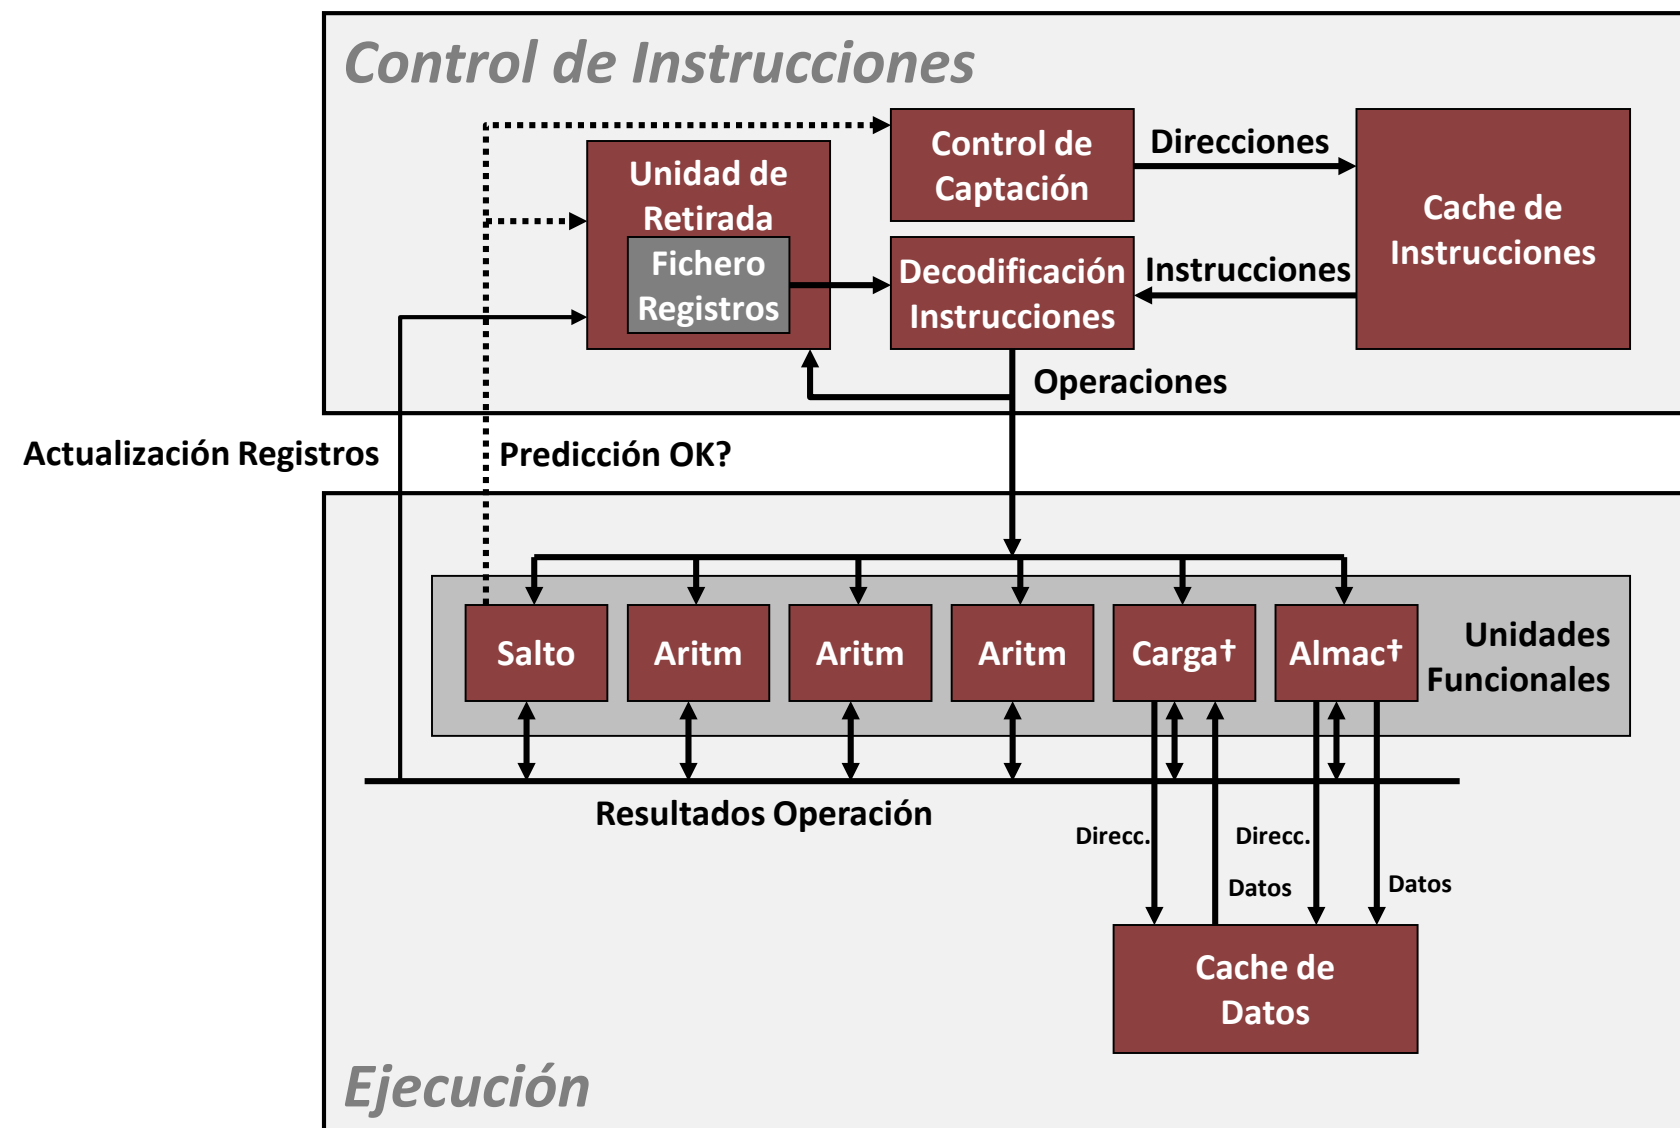 Control de Instrucciones
Control de
Captación
Direcciones
Cache de
Instrucciones
Unidad de
Retirada
Fichero
Registros
Decodificación
Instrucciones
Instrucciones
Operaciones
Actualización Registros
Predicción OK?
Salto
Aritm
Aritm
Aritm
Carga†
Almac†
Unidades
Funcionales
Resultados Operación
Direcc.
Direcc.
Datos
Datos
Cache de
Datos
Ejecución